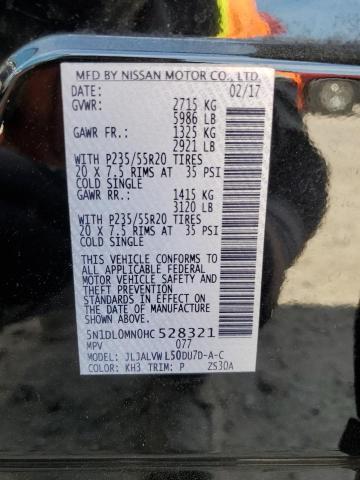 MFD BY NISSAN MOTOR CO., LTD.
DATE: 02/17
GVWR: 2715 KG
5986 LB
GAWR FR.: 1325 KG
2921 LB
WITH P235/55R20 TIRES
20 X 7.5 RIMS AT 35 PSI
COLD SINGLE
GAWR RR.: 1415 KG
3120 LB
WITH P235/55R20 TIRES
20 X 7.5 RIMS AT 35 PSI
COLD SINGLE
THIS VEHICLE CONFORMS TO ALL
APPLICABLE FEDERAL MOTOR
VEHICLE SAFETY AND THEFT PREVENTION
STANDARDS IN EFFECT ON THE
DATE OF MANUFACTURE
SHOWN ABOVE.
5N1DL0MN0HC 528321
MPV 077
MODEL: JLJALVW L50DU7D-A-C
COLOR: KH3 TRIM: P ZS30A